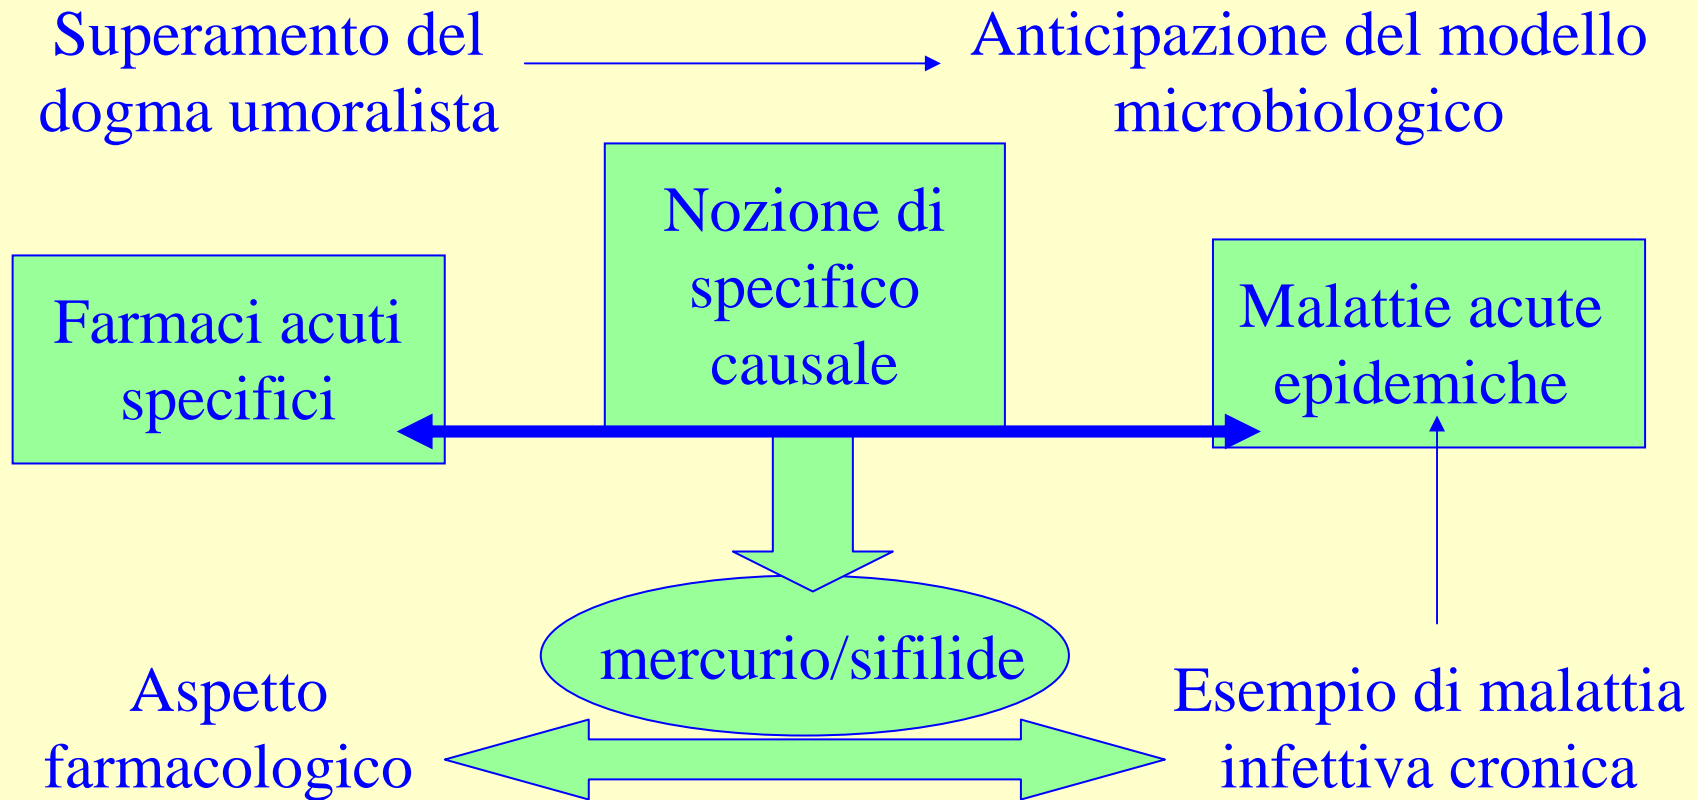 Superamento del
dogma umoralista
Anticipazione del modello
microbiologico
Nozione di
specifico
causale
Farmaci acuti
specifici
Malattie acute
epidemiche
mercurio/sifilide
Aspetto
farmacologico
Esempio di malattia
infettiva cronica